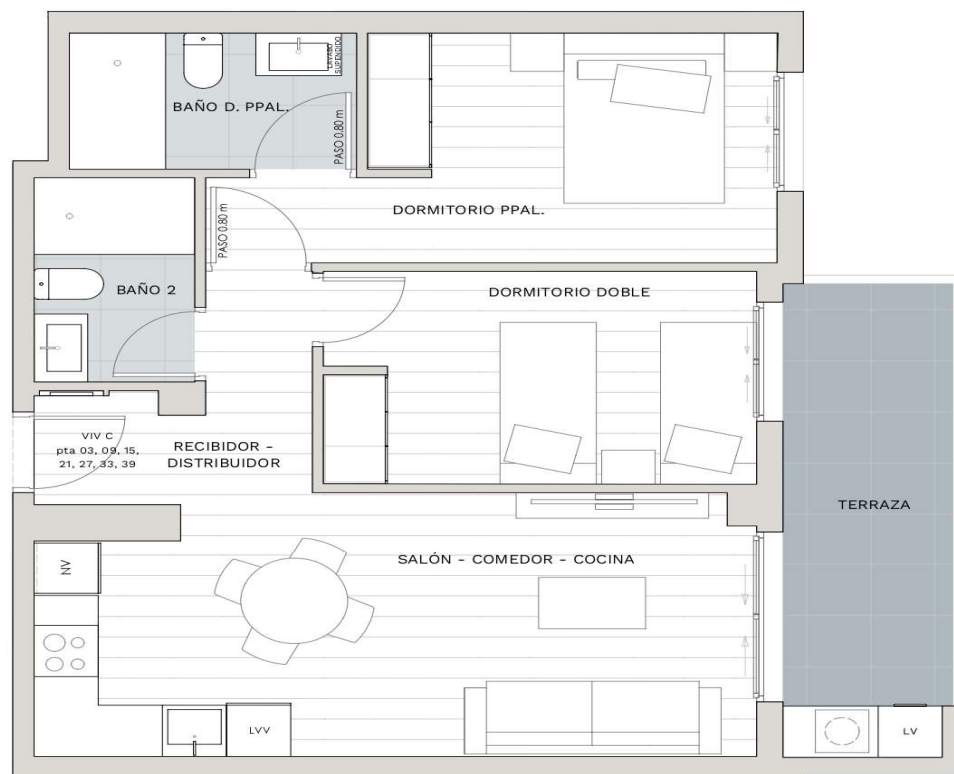 LAVABO
SUPENDIDO
BAÑO D. PPAL.
PASO 0.80 m
DORMITORIO PPAL.
PASO 0.80 m
BAÑO 2
DORMITORIO DOBLE
VIV C
pta 03, 09, 15,
21, 27, 33, 39
RECIBIDOR -
DISTRIBUIDOR
TERRAZA
SALÓN - COMEDOR - COCINA
NV
LVV
LV